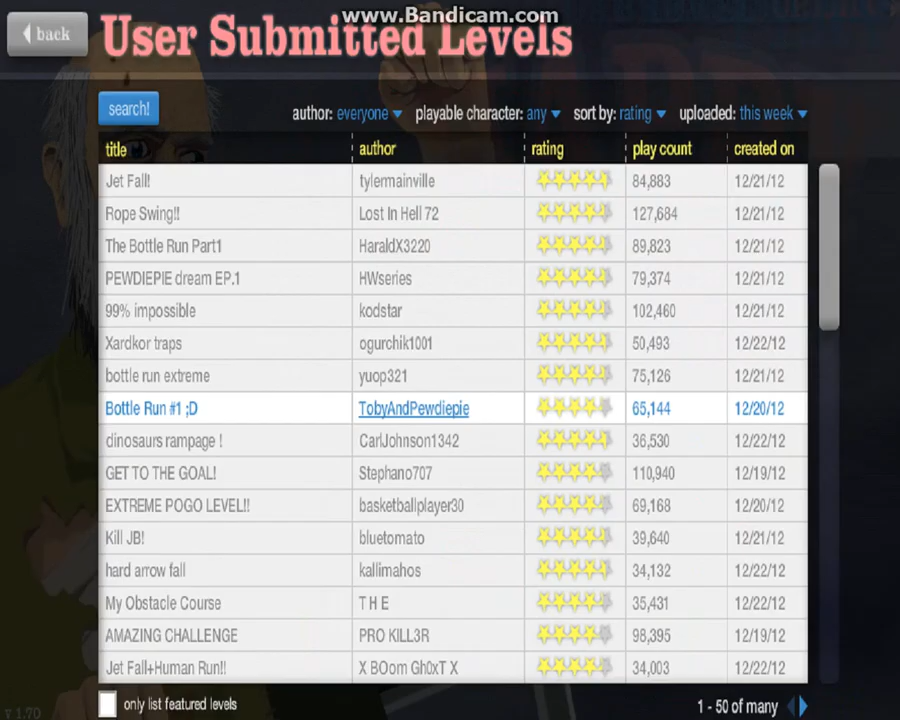 www.Bandicam.com
back
User Submitted Levels
search!
author: everyone playable character: any sort by: rating uploaded: this week
title author rating play count created on
Jet Fall! tylermainville 84,883 12/21/12
Rope Swing!! Lost In Hell 72 127,684 12/21/12
The Bottle Run Part1 HaraldX3220 89,823 12/21/12
PEWDIEPIE dream EP.1 HWseries 79,374 12/21/12
99% impossible kodstar 102,460 12/21/12
Xardkor traps ogurchik1001 50,493 12/22/12
bottle run extreme yuop321 75,126 12/21/12
Bottle Run #1 ;D TobyAndPewdiepie 65,144 12/20/12
dinosaurs rampage ! CarlJohnson1342 36,530 12/22/12
GET TO THE GOAL! Stephano707 110,940 12/19/12
EXTREME POGO LEVEL!! basketballplayer30 69,168 12/20/12
Kill JB! bluetomato 39,640 12/21/12
hard arrow fall kallimahos 34,132 12/22/12
My Obstacle Course T H E 35,431 12/22/12
AMAZING CHALLENGE PRO KILL3R 98,395 12/19/12
Jet Fall+Human Run!! X BOom Gh0xT X 34,003 12/22/12
only list featured levels
1 - 50 of many
v 1.70